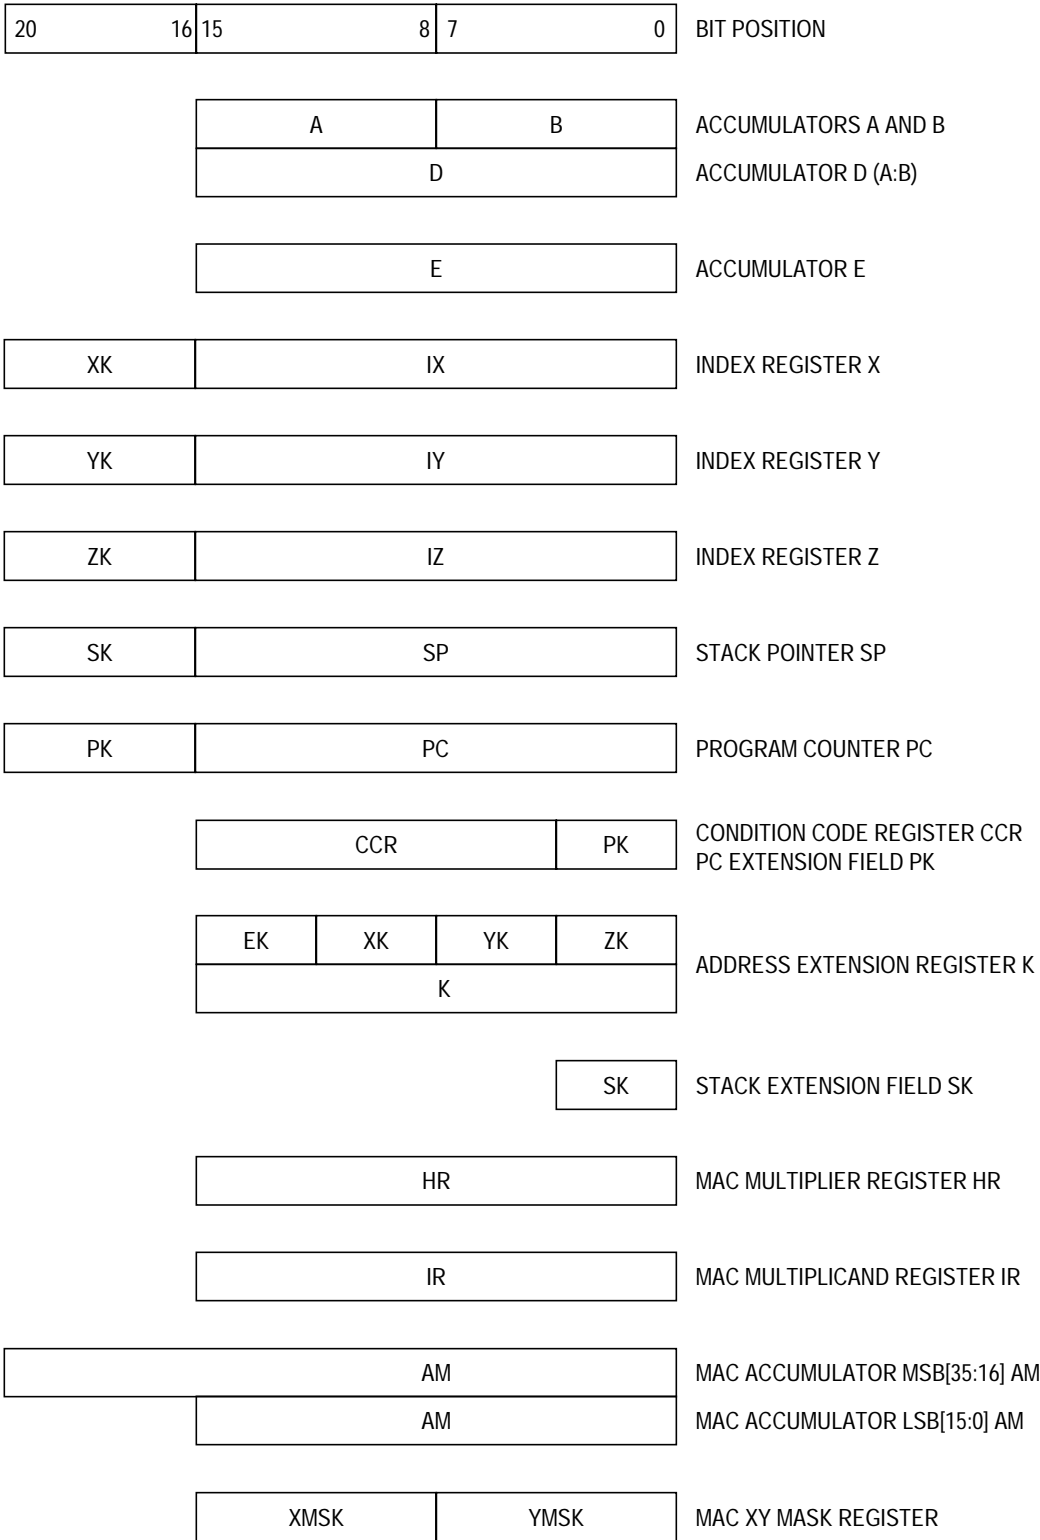 20 16 15 8 7 0 BIT POSITION
A B ACCUMULATORS A AND B
D ACCUMULATOR D (A:B)
E ACCUMULATOR E
XK IX INDEX REGISTER X
YK IY INDEX REGISTER Y
ZK IZ INDEX REGISTER Z
SK SP STACK POINTER SP
PK PC PROGRAM COUNTER PC
CCR PK CONDITION CODE REGISTER CCR
PC EXTENSION FIELD PK
EK XK YK ZK
ADDRESS EXTENSION REGISTER K
K
SK STACK EXTENSION FIELD SK
HR MAC MULTIPLIER REGISTER HR
IR MAC MULTIPLICAND REGISTER IR
AM MAC ACCUMULATOR MSB[35:16] AM
AM MAC ACCUMULATOR LSB[15:0] AM
XMSK YMSK MAC XY MASK REGISTER